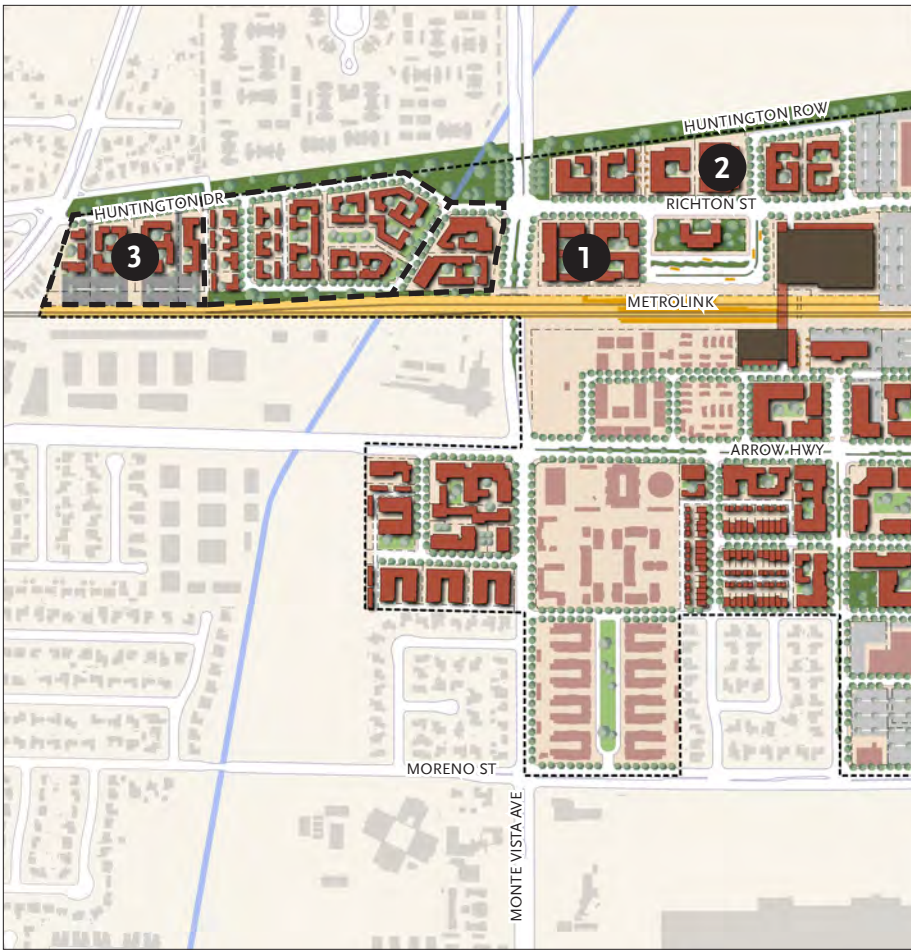 HUNTINGTON ROW
2
HUNTINGTON DR
RICHTON ST
3
1
METROLINK
ARROW HWY
MORENO ST
MONTE VISTA AVE